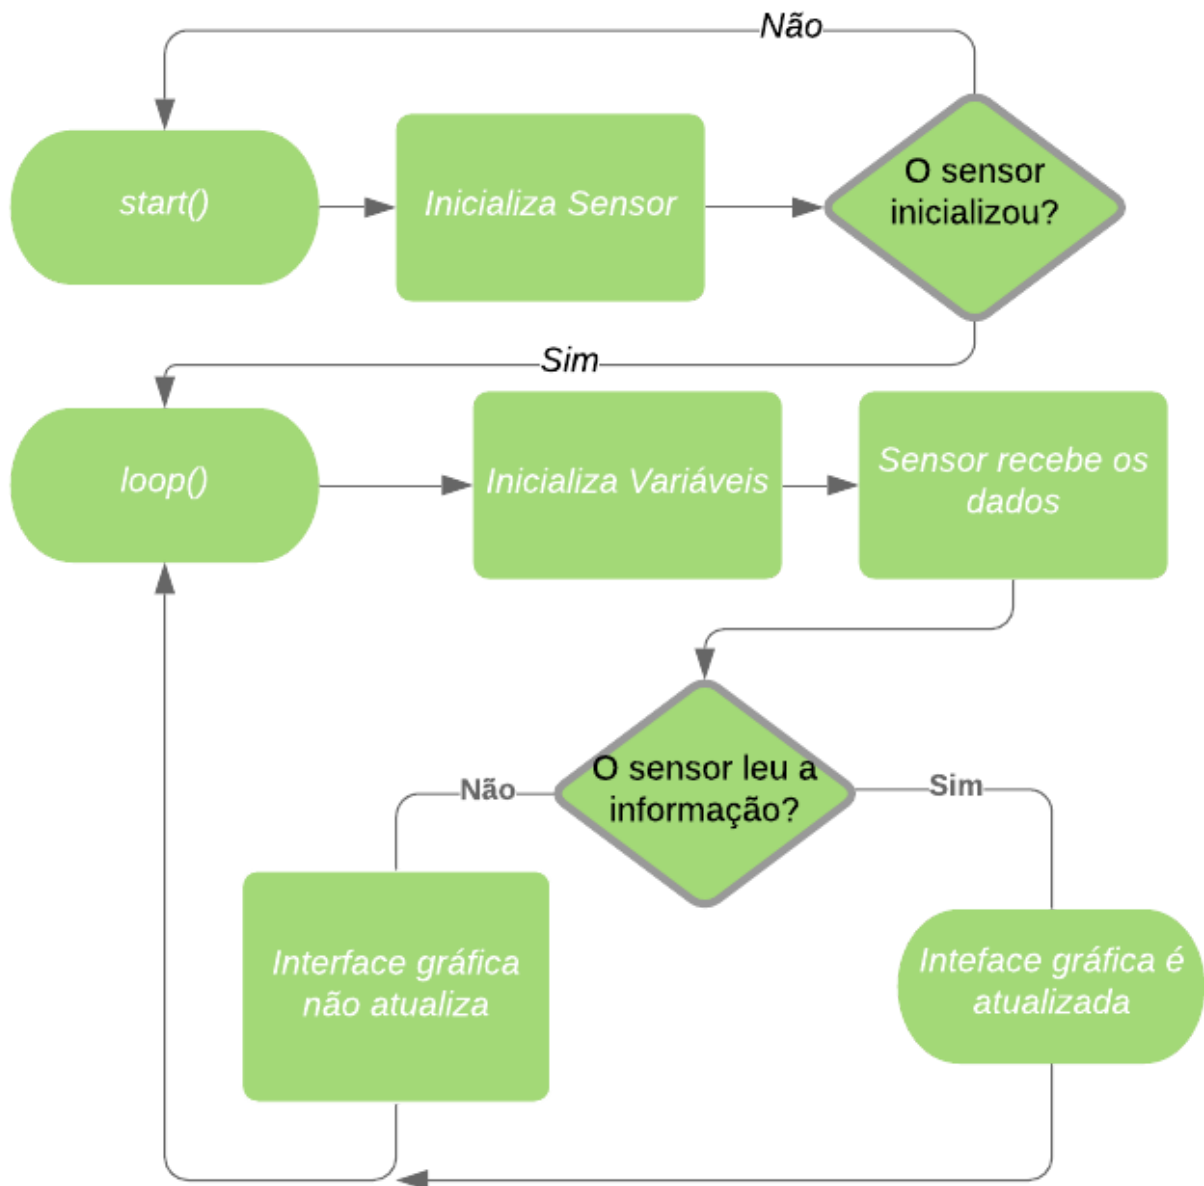 Não
start()
Inicializa Sensor
O sensor
inicializou?
Sim
loop()
Inicializa Variáveis
Sensor recebe os
dados
O sensor leu a
informação?
Não
Sim
Interface gráfica
não atualiza
Inteface gráfica é
atualizada